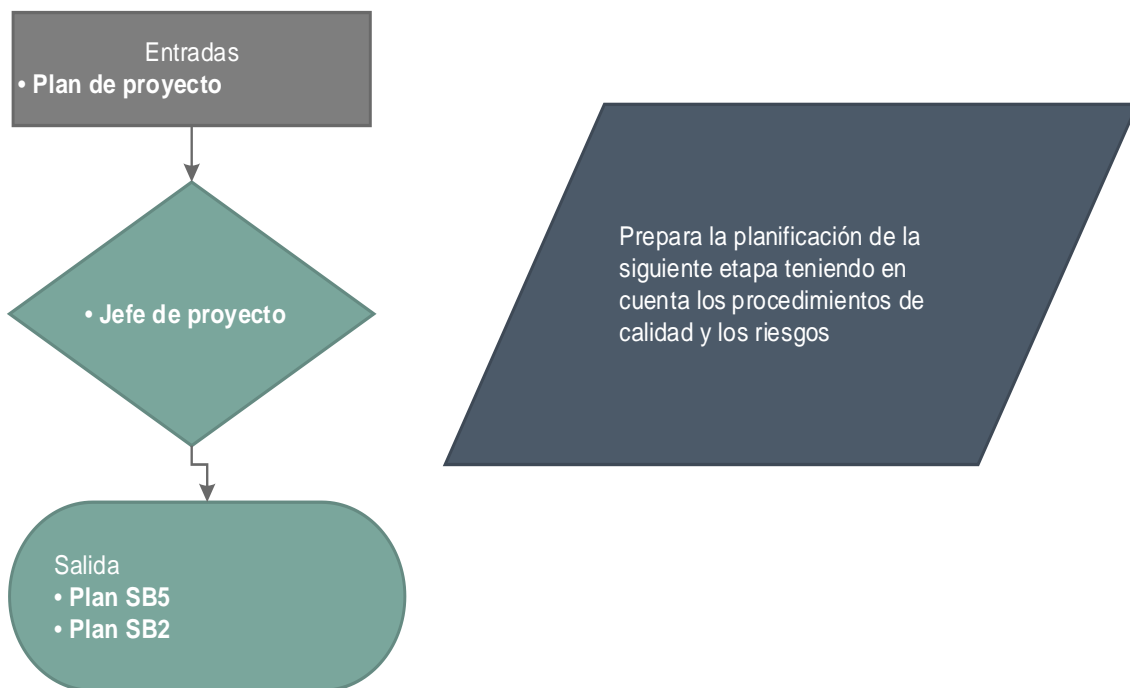 Entradas
• Plan de proyecto
• Jefe de proyecto
Salida
• Plan SB5
• Plan SB2
Prepara la planificación de la
siguiente etapa teniendo en
cuenta los procedimientos de
calidad y los riesgos